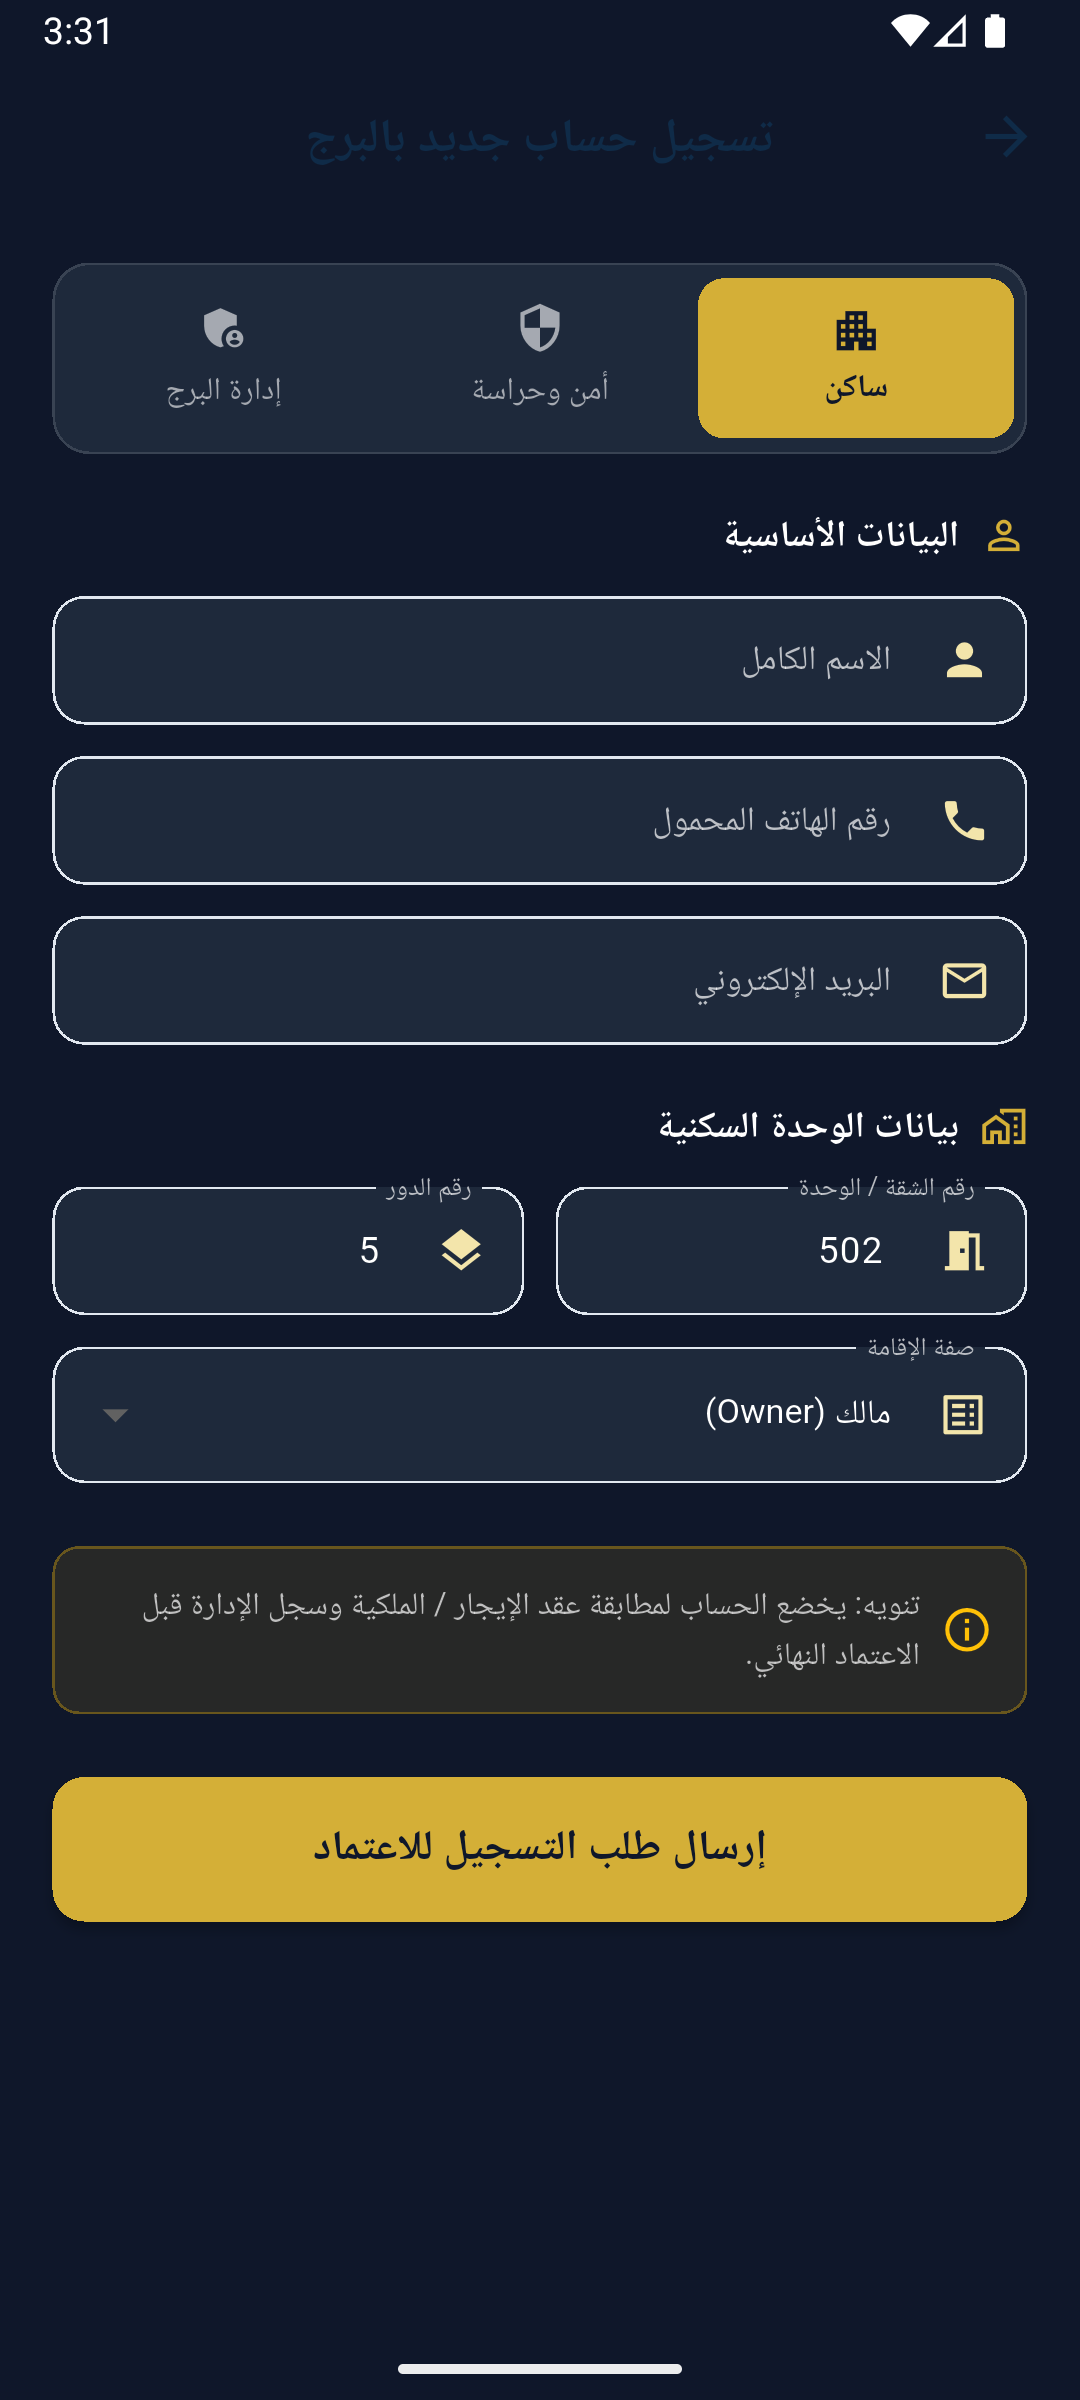 3:31
تسجيل حساب جديد بالبرج
ساكن
أمن وحراسة
إدارة البرج
البيانات الأساسية
الاسم الكامل
رقم الهاتف المحمول
البريد الإلكتروني
بيانات الوحدة السكنية
رقم الشقة / الوحدة
502
رقم الدور
5
صفة الإقامة
مالك (Owner)
تنويه: يخضع الحساب لمطابقة عقد الإيجار / الملكية وسجل الإدارة قبل
الاعتماد النهائي.
إرسال طلب التسجيل للاعتماد